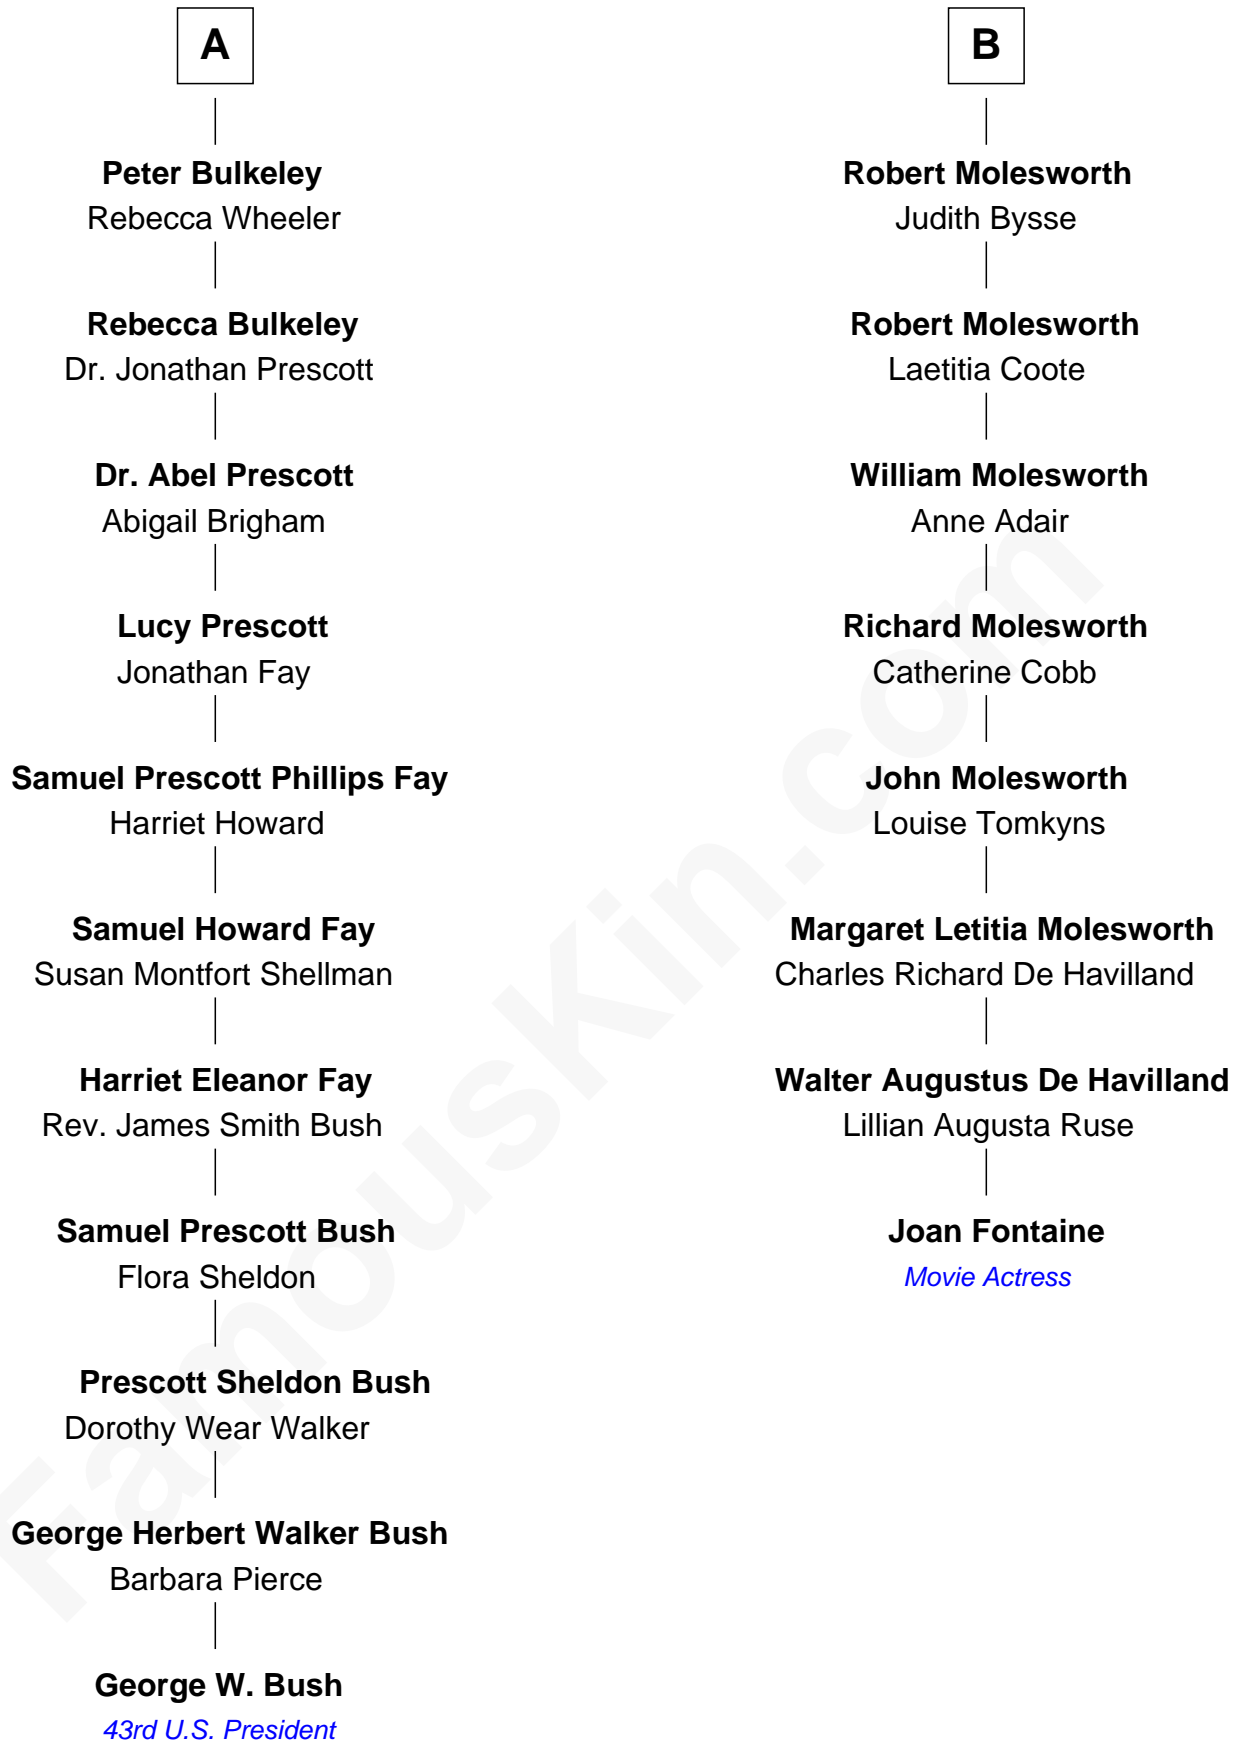 A
Peter Bulkeley
Rebecca Wheeler
Rebecca Bulkeley
Dr. Jonathan Prescott
Dr. Abel Prescott
Abigail Brigham
Lucy Prescott
Jonathan Fay
Samuel Prescott Phillips Fay
Harriet Howard
Samuel Howard Fay
Susan Montfort Shellman
Harriet Eleanor Fay
Rev. James Smith Bush
Samuel Prescott Bush
Flora Sheldon
Prescott Sheldon Bush
Dorothy Wear Walker
George Herbert Walker Bush
Barbara Pierce
George W. Bush
43rd U.S. President
B
Robert Molesworth
Judith Bysse
Robert Molesworth
Laetitia Coote
William Molesworth
Anne Adair
Richard Molesworth
Catherine Cobb
John Molesworth
Louise Tomkyns
Margaret Letitia Molesworth
Charles Richard De Havilland
Walter Augustus De Havilland
Lillian Augusta Ruse
Joan Fontaine
Movie Actress
FamousKin.com